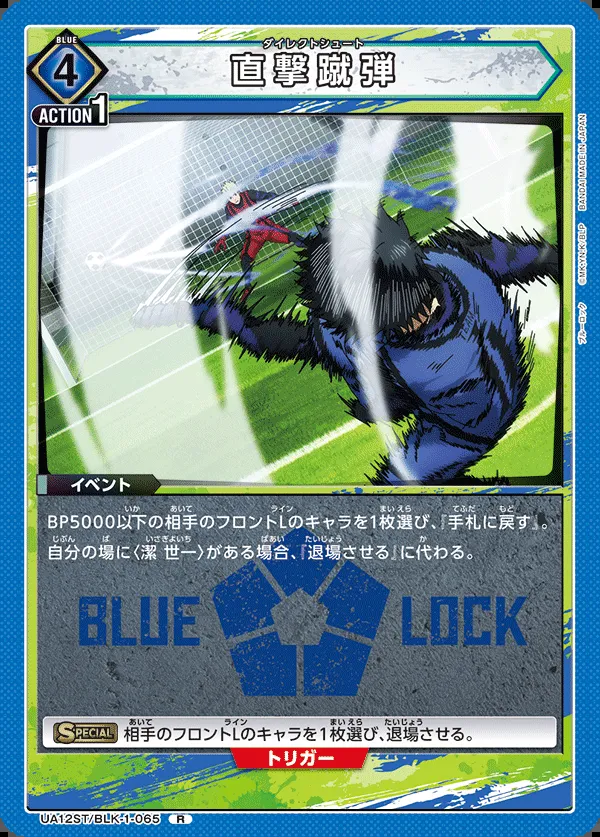 BLUE
4
ACTION 1
ダイレクトシュート
直撃蹴弾
BANDAI MADE IN JAPAN
©MK,YN,K/BLP
ブルーロック
イベント
BP5000以下の相手のフロントLのキャラを1枚選び、『手札に戻す』。
自分の場に〈潔 世一〉がある場合、『退場させる』に代わる。
BLUE LOCK
SPECIAL 相手のフロントLのキャラを1枚選び、退場させる。
トリガー
UA12ST/BLK-1-065 R